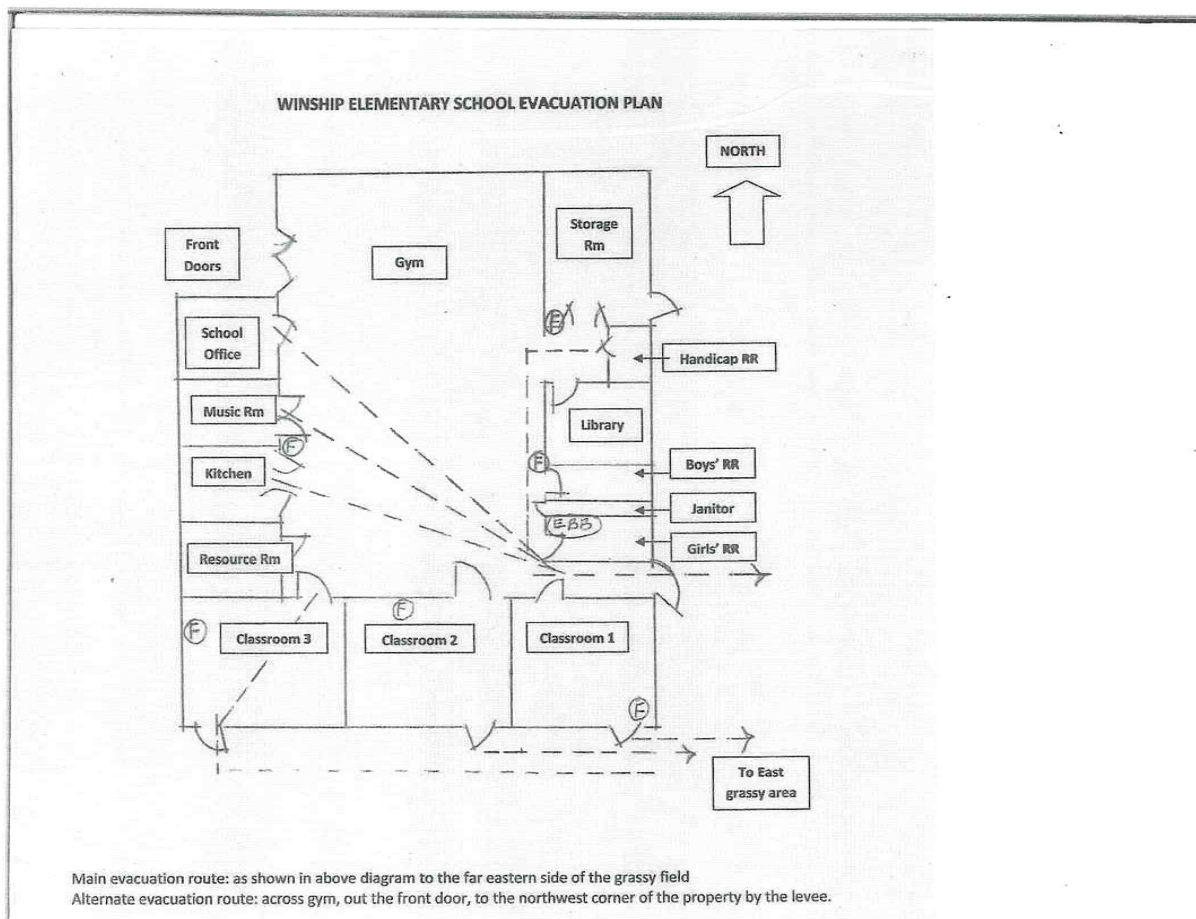 WINSHIP ELEMENTARY SCHOOL EVACUATION PLAN
NORTH
Storage
Rm
Front
Doors
Gym
School
Office
E
Handicap RR
Music Rm
Library
F
F
Boys' RR
Kitchen
Janitor
EBB
Girls' RR
Resource Rm
F
F
Classroom 3
Classroom 2
Classroom 1
F
To East
grassy area
Main evacuation route: as shown in above diagram to the far eastern side of the grassy field
Alternate evacuation route: across gym, out the front door, to the northwest corner of the property by the levee.